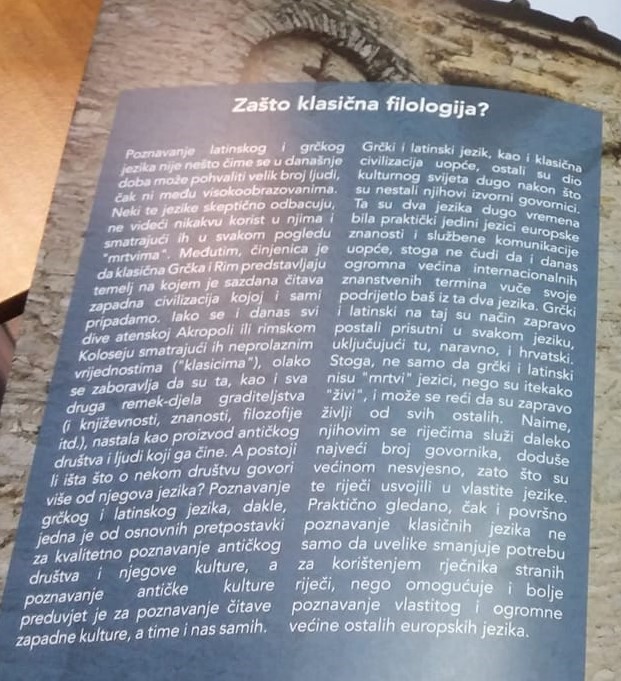 Zašto klasična filologija?
Poznavanje latinskog i grčkog
jezika nije nešto čime se u današnje
doba može pohvaliti velik broj ljudi,
čak ni među visokoobrazovanima.
Neki te jezike skeptično odbacuju,
ne videći nikakvu korist u njima i
smatrajući ih u svakom pogledu
"mrtvima". Međutim, činjenica je
da klasična Grčka i Rim predstavljaju
temelj na kojem je sazdana čitava
zapadna civilizacija kojoj i sami
pripadamo. Iako se i danas svi
dive atenskoj Akropoli ili rimskom
Koloseju smatrajući ih neprolaznim
vrijednostima ("klasicima"), olako
se zaboravlja da su ta, kao i sva
druga remek-djela graditeljstva
(i književnosti, znanosti, filozofije
itd.), nastala kao proizvod antičkog
društva i ljudi koji ga čine. A postoji
li išta što o nekom društvu govori
više od njegova jezika? Poznavanje
grčkog i latinskog jezika, dakle,
jedna je od osnovnih pretpostavki
za kvalitetno poznavanje antičkog
društva i njegove kulture, a
poznavanje antičke kulture
preduvjet je za poznavanje čitave
zapadne kulture, a time i nas samih.
Grčki i latinski jezik, kao i klasična
civilizacija uopće, ostali su dio
kulturnog svijeta dugo nakon što
su nestali njihovi izvorni govornici.
Ta su dva jezika dugo vremena
bila praktički jedini jezici europske
znanosti i službene komunikacije
uopće, stoga ne čudi da i danas
ogromna većina internacionalnih
znanstvenih termina vuče svoje
podrijetlo baš iz ta dva jezika. Grčki
i latinski na taj su način zapravo
postali prisutni u svakom jeziku,
uključujući tu, naravno, i hrvatski.
Stoga, ne samo da grčki i latinski
nisu "mrtvi" jezici, nego su itekako
"živi", i može se reći da su zapravo
življi od svih ostalih. Naime,
njihovim se riječima služi daleko
najveći broj govornika, doduše
većinom nesvjesno, zato što su
te riječi usvojili u vlastite jezike.
Praktično gledano, čak i površno
poznavanje klasičnih jezika ne
samo da uvelike smanjuje potrebu
za korištenjem rječnika stranih
riječi, nego omogućuje i bolje
poznavanje vlastitog i ogromne
većine ostalih europskih jezika.